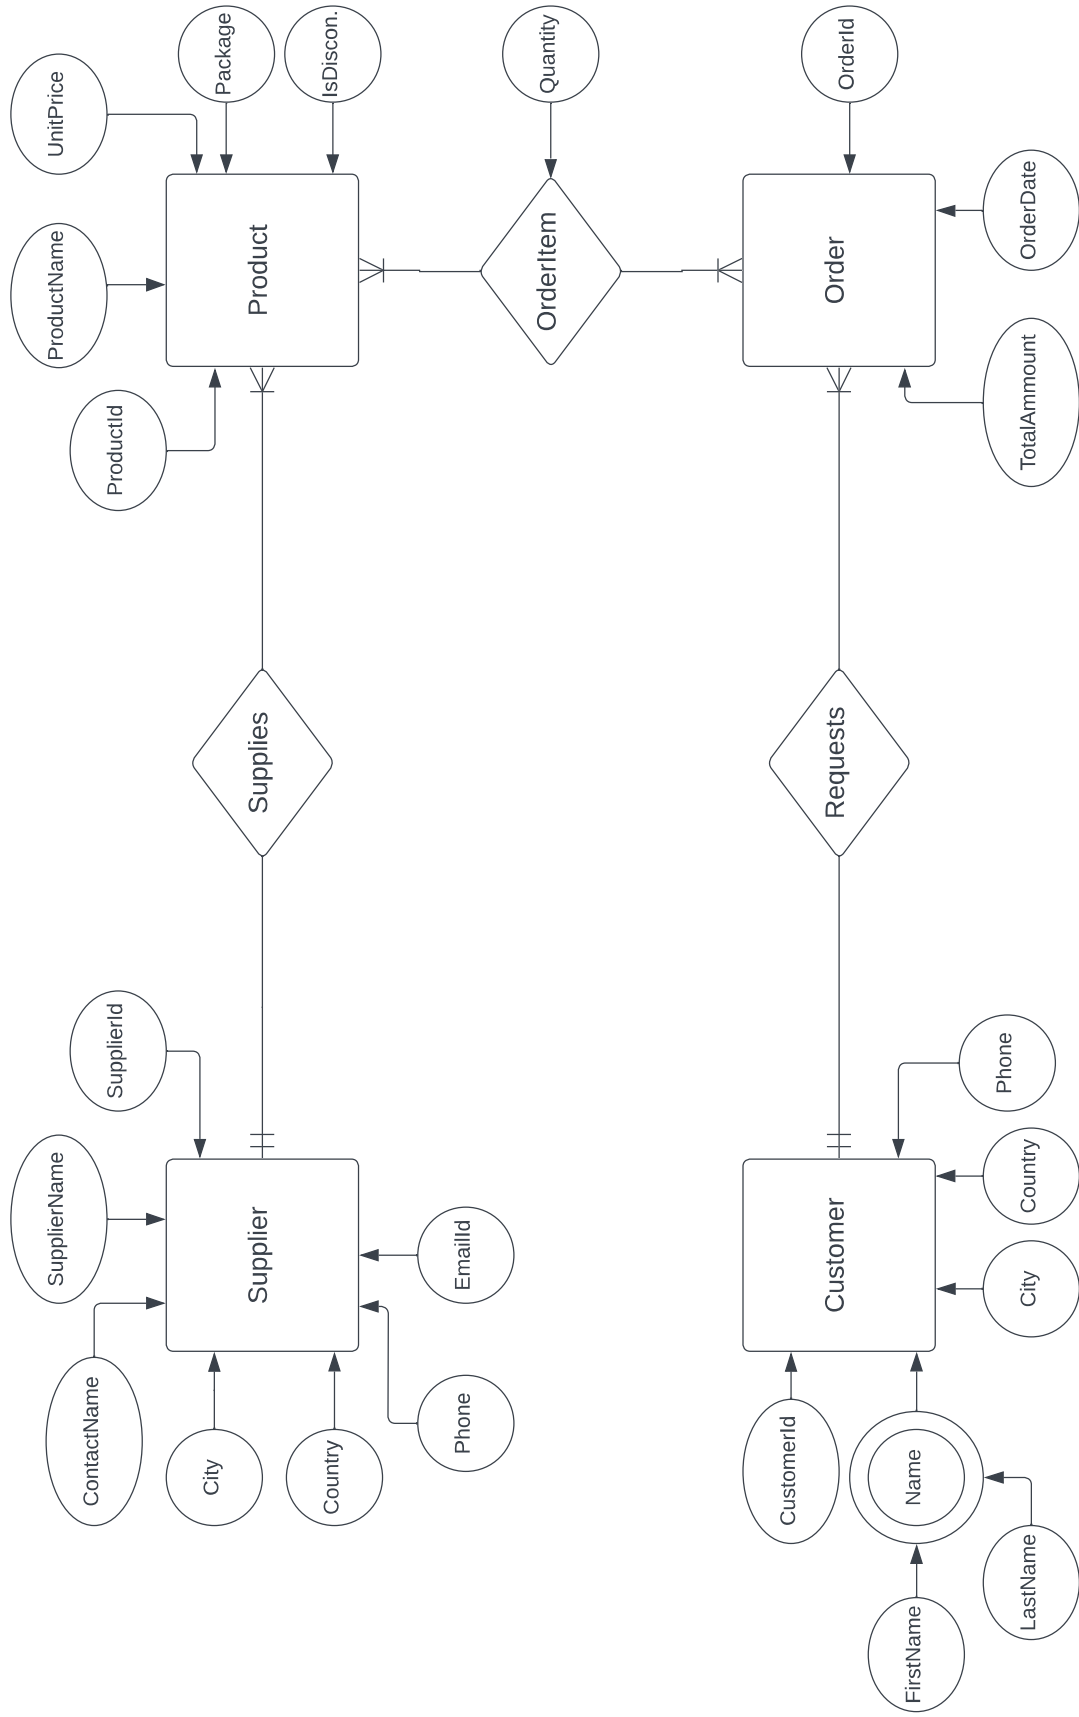 FirstName
LastName
Name
CustomerId
City
Country
Phone
Customer
Requests
Order
TotalAmmount
OrderDate
OrderId
OrderItem
Quantity
Product
ProductId
ProductName
UnitPrice
Package
IsDiscon.
Supplies
Supplier
SupplierId
SupplierName
ContactName
City
Country
Phone
EmailId